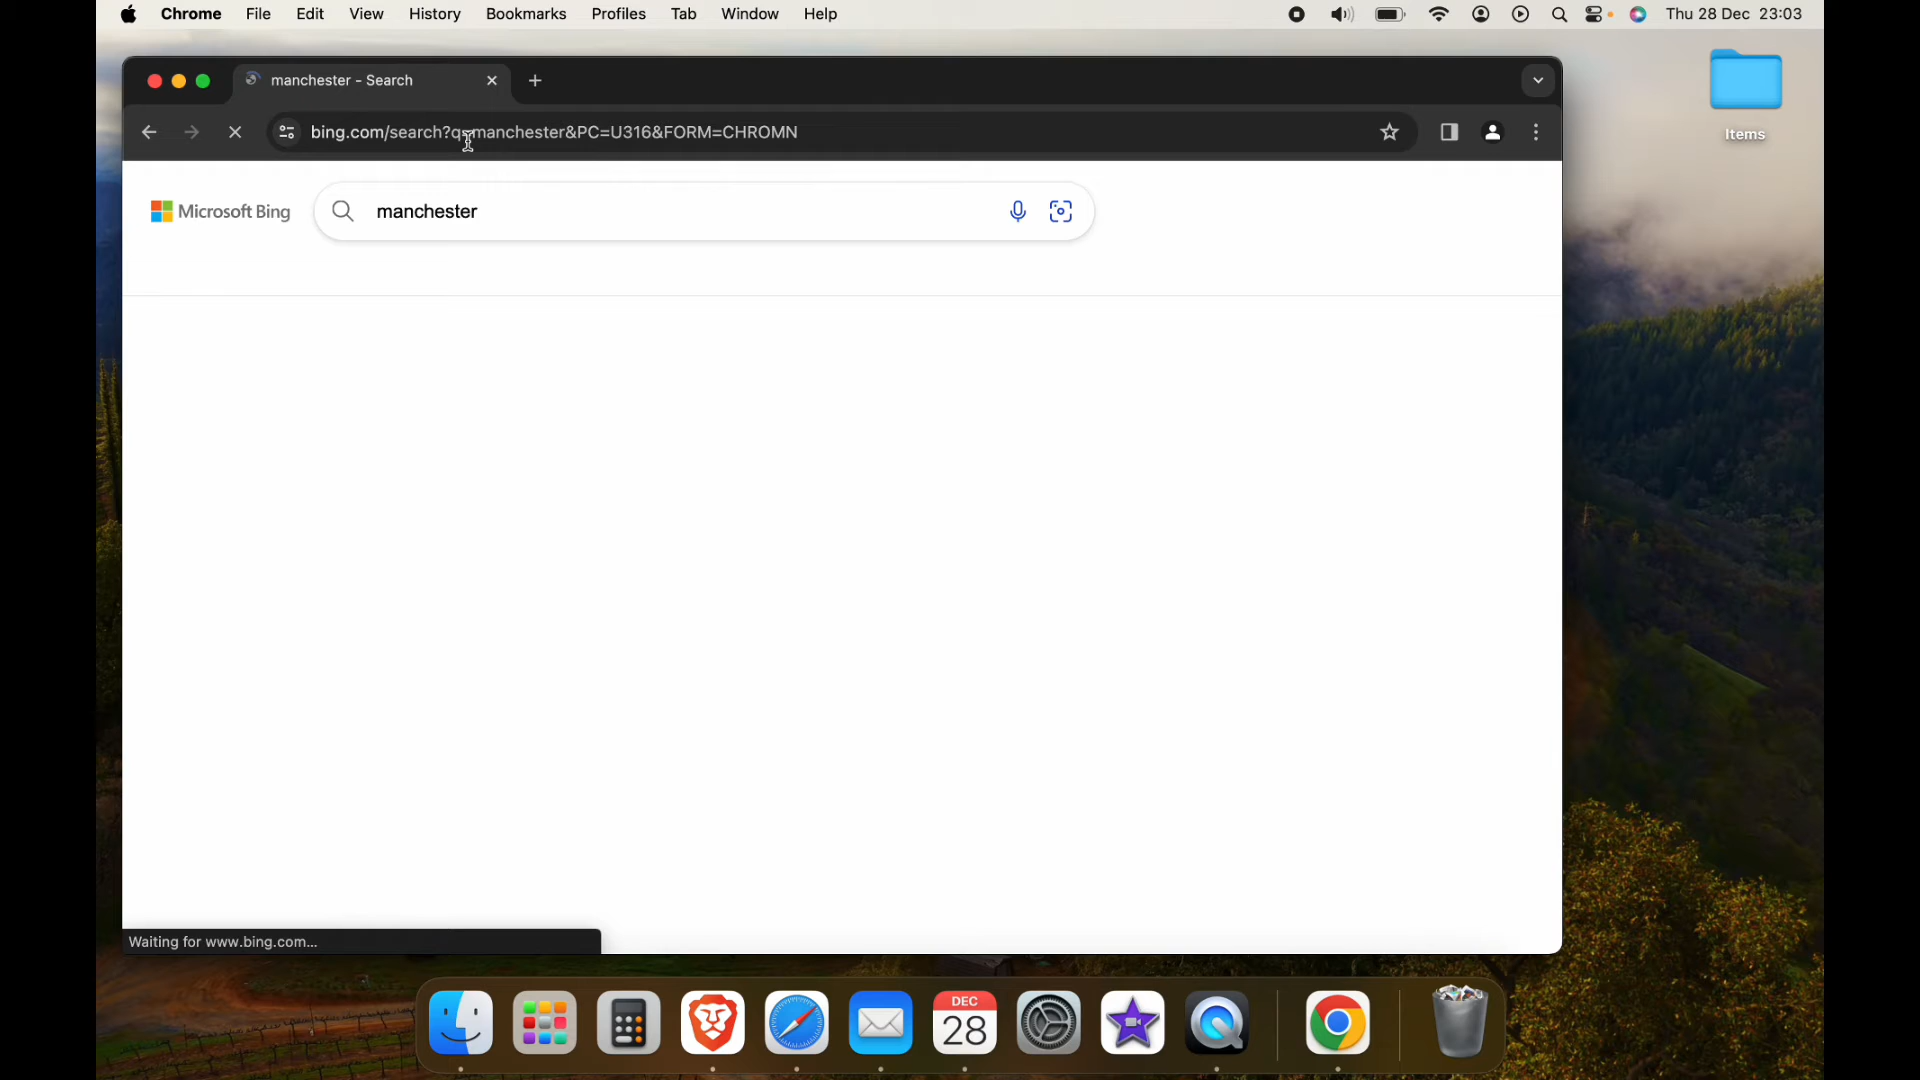 Chrome File Edit View History Bookmarks Profiles Tab Window Help Thu 28 Dec 23:03
manchester - Search
bing.com/search?q=manchester&PC=U316&FORM=CHROMN
Items
Microsoft Bing manchester
Waiting for www.bing.com...
DEC
28